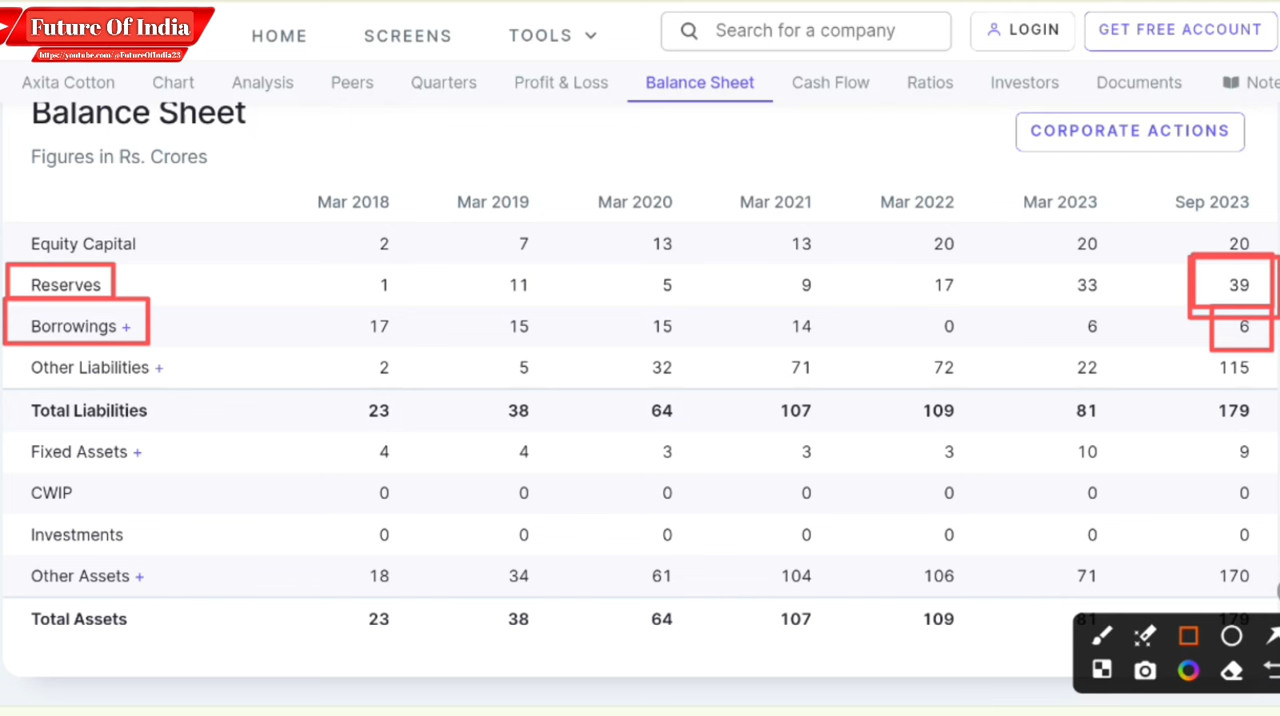 Future Of India
https://youtube.com/@FutureOfIndia23
HOME SCREENS TOOLS Search for a company LOGIN GET FREE ACCOUNT
Axita Cotton Chart Analysis Peers Quarters Profit & Loss Balance Sheet Cash Flow Ratios Investors Documents Note
Balance Sheet
CORPORATE ACTIONS
Figures in Rs. Crores
Mar 2018 Mar 2019 Mar 2020 Mar 2021 Mar 2022 Mar 2023 Sep 2023
Equity Capital 2 7 13 13 20 20 20
Reserves 1 11 5 9 17 33 39
Borrowings + 17 15 15 14 0 6 6
Other Liabilities + 2 5 32 71 72 22 115
Total Liabilities 23 38 64 107 109 81 179
Fixed Assets + 4 4 3 3 3 10 9
CWIP 0 0 0 0 0 0 0
Investments 0 0 0 0 0 0 0
Other Assets + 18 34 61 104 106 71 170
Total Assets 23 38 64 107 109 81 179